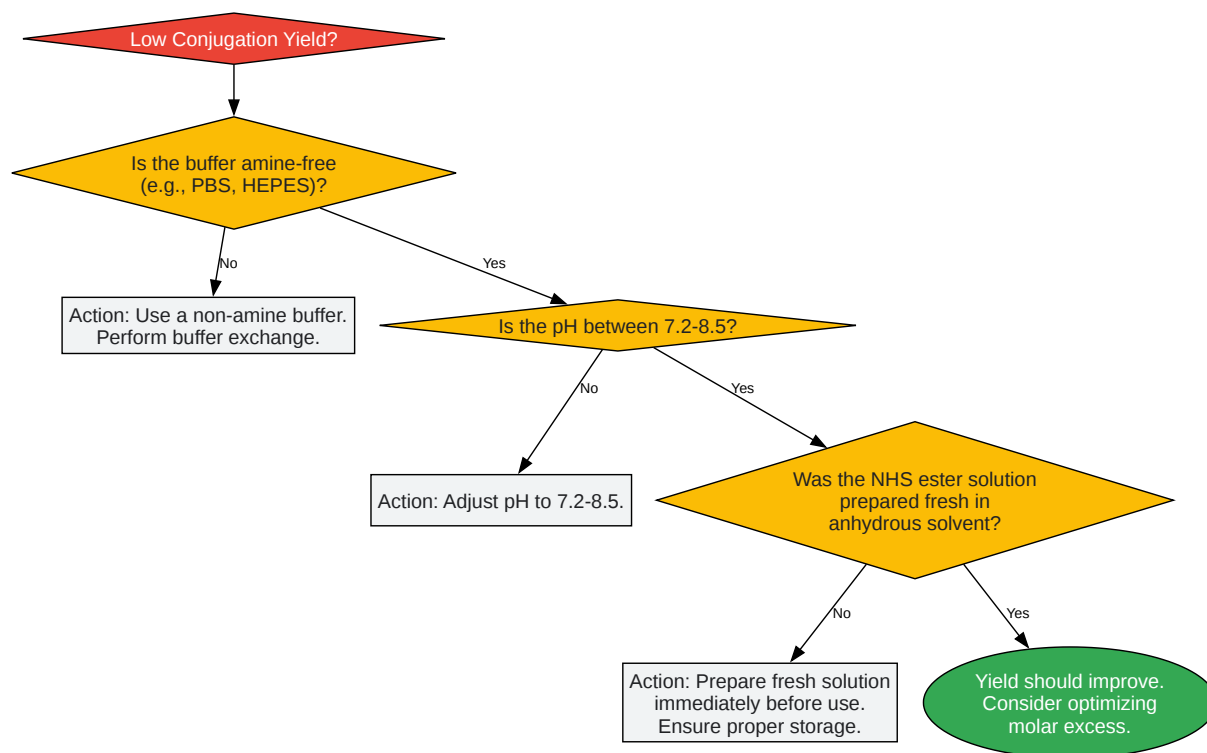 Low Conjugation Yield?
Is the buffer amine-free
(e.g., PBS, HEPES)?
No
Yes
Action: Use a non-amine buffer.
Perform buffer exchange.
Is the pH between 7.2-8.5?
No
Yes
Action: Adjust pH to 7.2-8.5.
Was the NHS ester solution
prepared fresh in
anhydrous solvent?
No
Yes
Action: Prepare fresh solution
immediately before use.
Ensure proper storage.
Yield should improve.
Consider optimizing
molar excess.